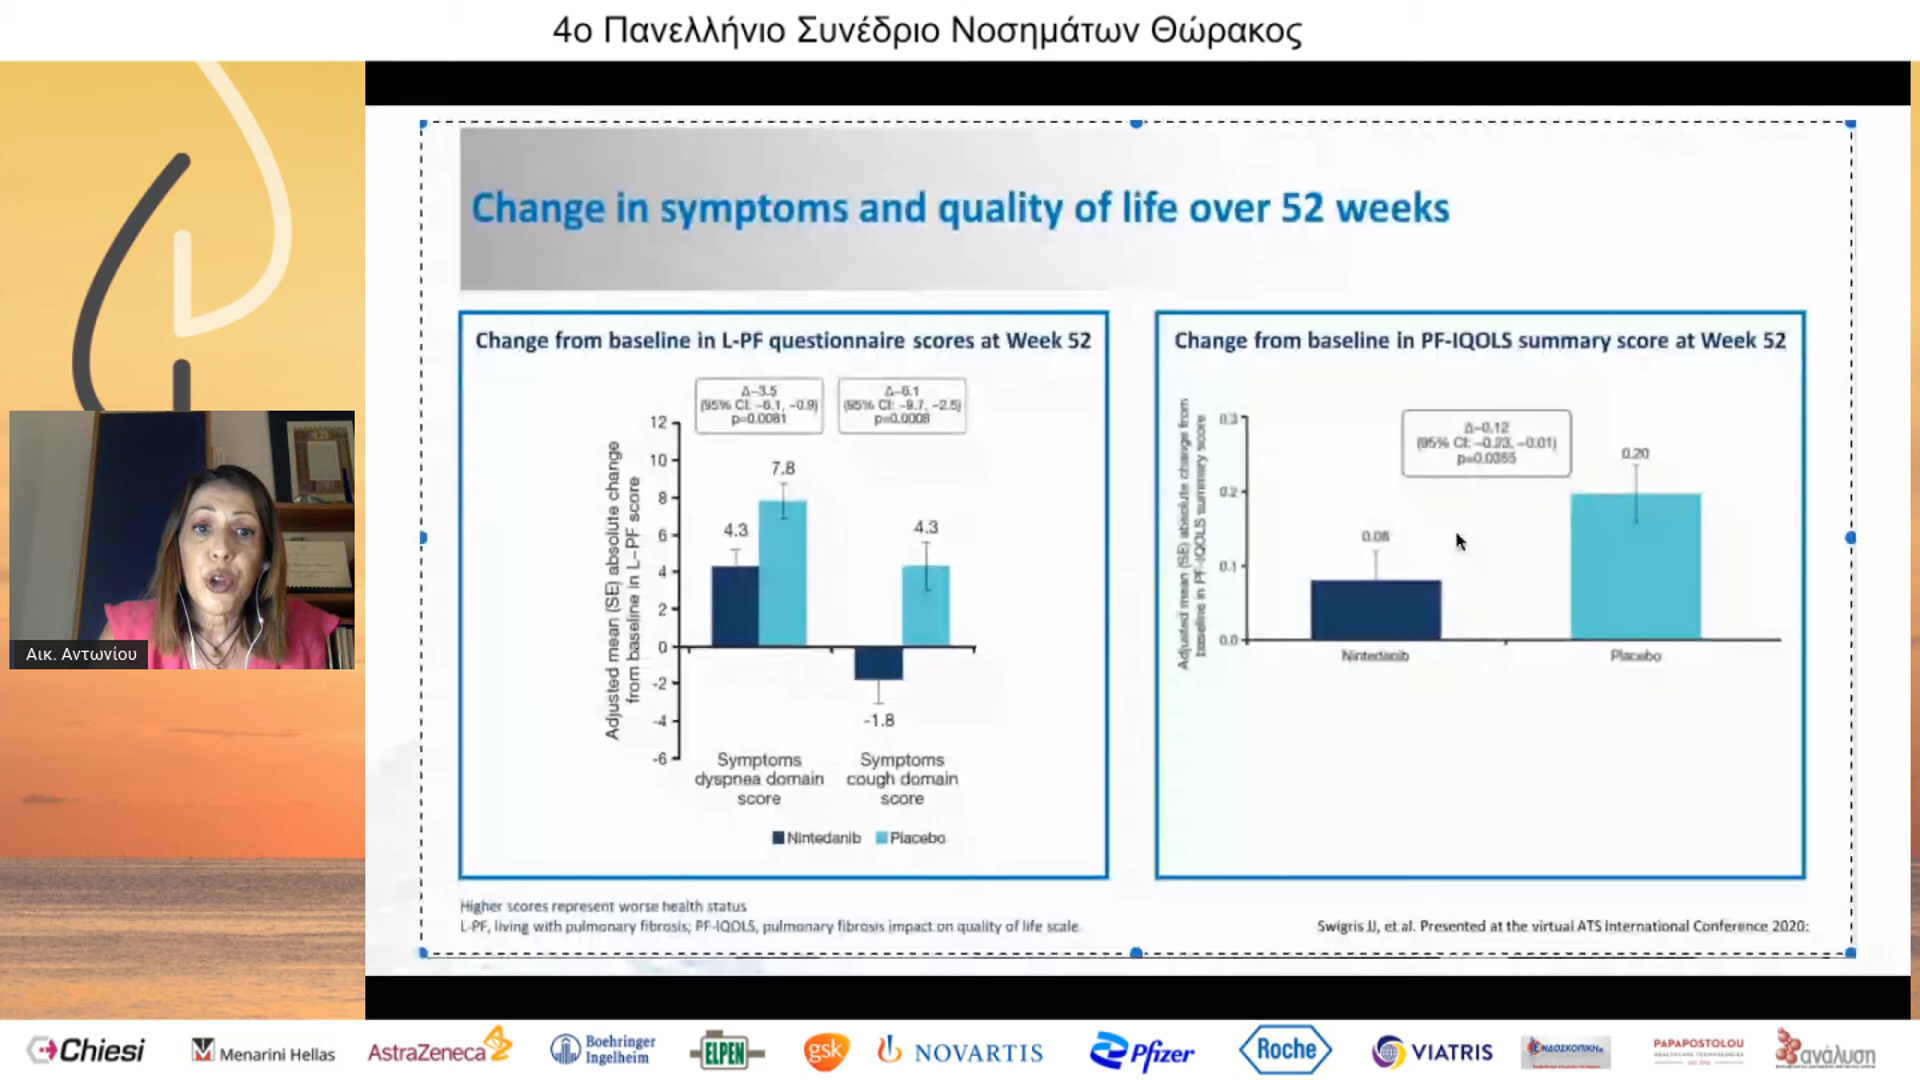 4ο Πανελλήνιο Συνέδριο Νοσημάτων Θώρακος
Change in symptoms and quality of life over 52 weeks
Change from baseline in L-PF questionnaire scores at Week 52
Δ-3.5
(95% CI: -6.1, -0.9)
p=0.0081
Δ-6.1
(95% CI: -9.7, -2.5)
p=0.0008
Adjusted mean (SE) absolute change
from baseline in L-PF score
12
10
8
6
4
2
0
-2
-4
-6
4.3
7.8
4.3
-1.8
Symptoms
dyspnea domain
score
Symptoms
cough domain
score
Nintedanib Placebo
Change from baseline in PF-IQOLS summary score at Week 52
Adjusted mean (SE) absolute change from
baseline in PF-IQOLS summary score
0.3
0.2
0.1
0.0
Δ-0.12
(95% CI: -0.23, -0.01)
p=0.0355
0.08
0.20
Nintedanib
Placebo
Higher scores represent worse health status
L-PF, living with pulmonary fibrosis; PF-IQOLS, pulmonary fibrosis impact on quality of life scale
Swigris JJ, et al. Presented at the virtual ATS International Conference 2020:
Αικ. Αντωνίου
Chiesi
Menarini Hellas
AstraZeneca
Boehringer
Ingelheim
ELPEN
gsk
NOVARTIS
Pfizer
Roche
VIATRIS
ΕΝΔΟΣΚΟΠΙΚΗ
PAPAPOSTOLOU
ανάλυση